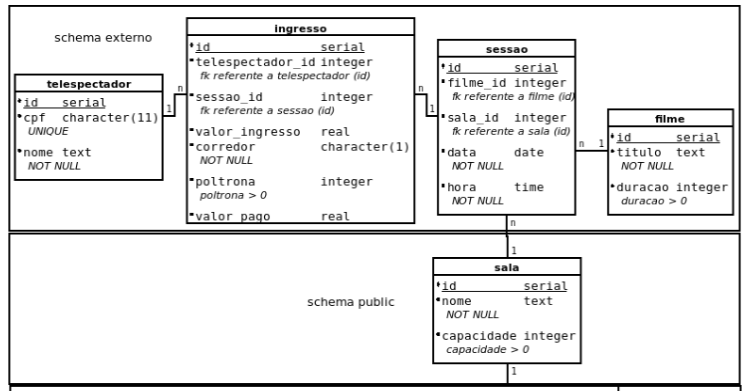 schema externo
telespectador
id serial
cpf character(11)
UNIQUE
nome text
NOT NULL
1
n
ingresso
id serial
telespectador_id integer
fk referente a telespectador (id)
sessao_id integer
fk referente a sessao (id)
valor_ingresso real
corredor character(1)
NOT NULL
poltrona integer
poltrona > 0
valor pago real
n
1
sessao
id serial
filme_id integer
fk referente a filme (id)
sala_id integer
fk referente a sala (id)
data date
NOT NULL
hora time
NOT NULL
n 1
filme
id serial
titulo text
NOT NULL
duracao integer
duracao > 0
n
1
schema public
sala
id serial
nome text
NOT NULL
capacidade integer
capacidade > 0
1